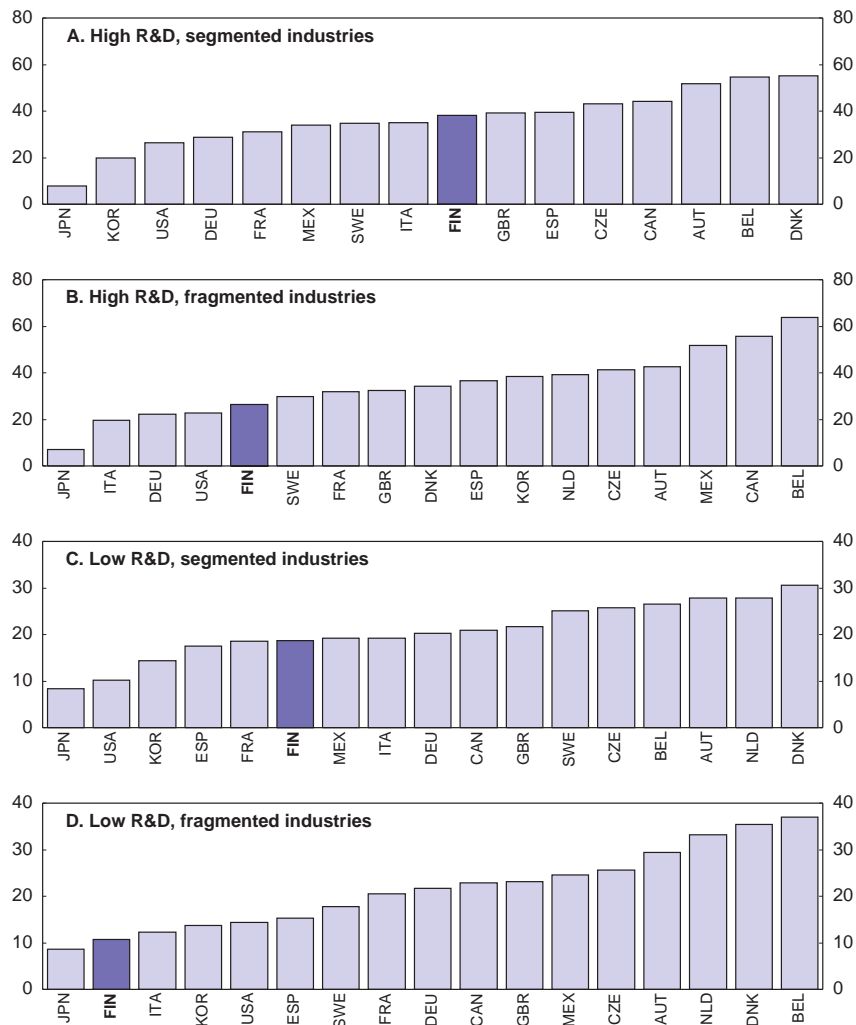 A. High R&D, segmented industries
80 80
60 60
40 40
20 20
0 0
JPN KOR USA DEU FRA MEX SWE ITA FIN GBR ESP CZE CAN AUT BEL DNK
B. High R&D, fragmented industries
80 80
60 60
40 40
20 20
0 0
JPN ITA DEU USA FIN SWE FRA GBR DNK ESP KOR NLD CZE AUT MEX CAN BEL
C. Low R&D, segmented industries
40 40
30 30
20 20
10 10
0 0
JPN USA KOR ESP FRA FIN MEX ITA DEU CAN GBR SWE CZE BEL AUT NLD DNK
D. Low R&D, fragmented industries
40 40
30 30
20 20
10 10
0 0
JPN FIN ITA KOR USA ESP SWE FRA DEU CAN GBR MEX CZE AUT NLD DNK BEL